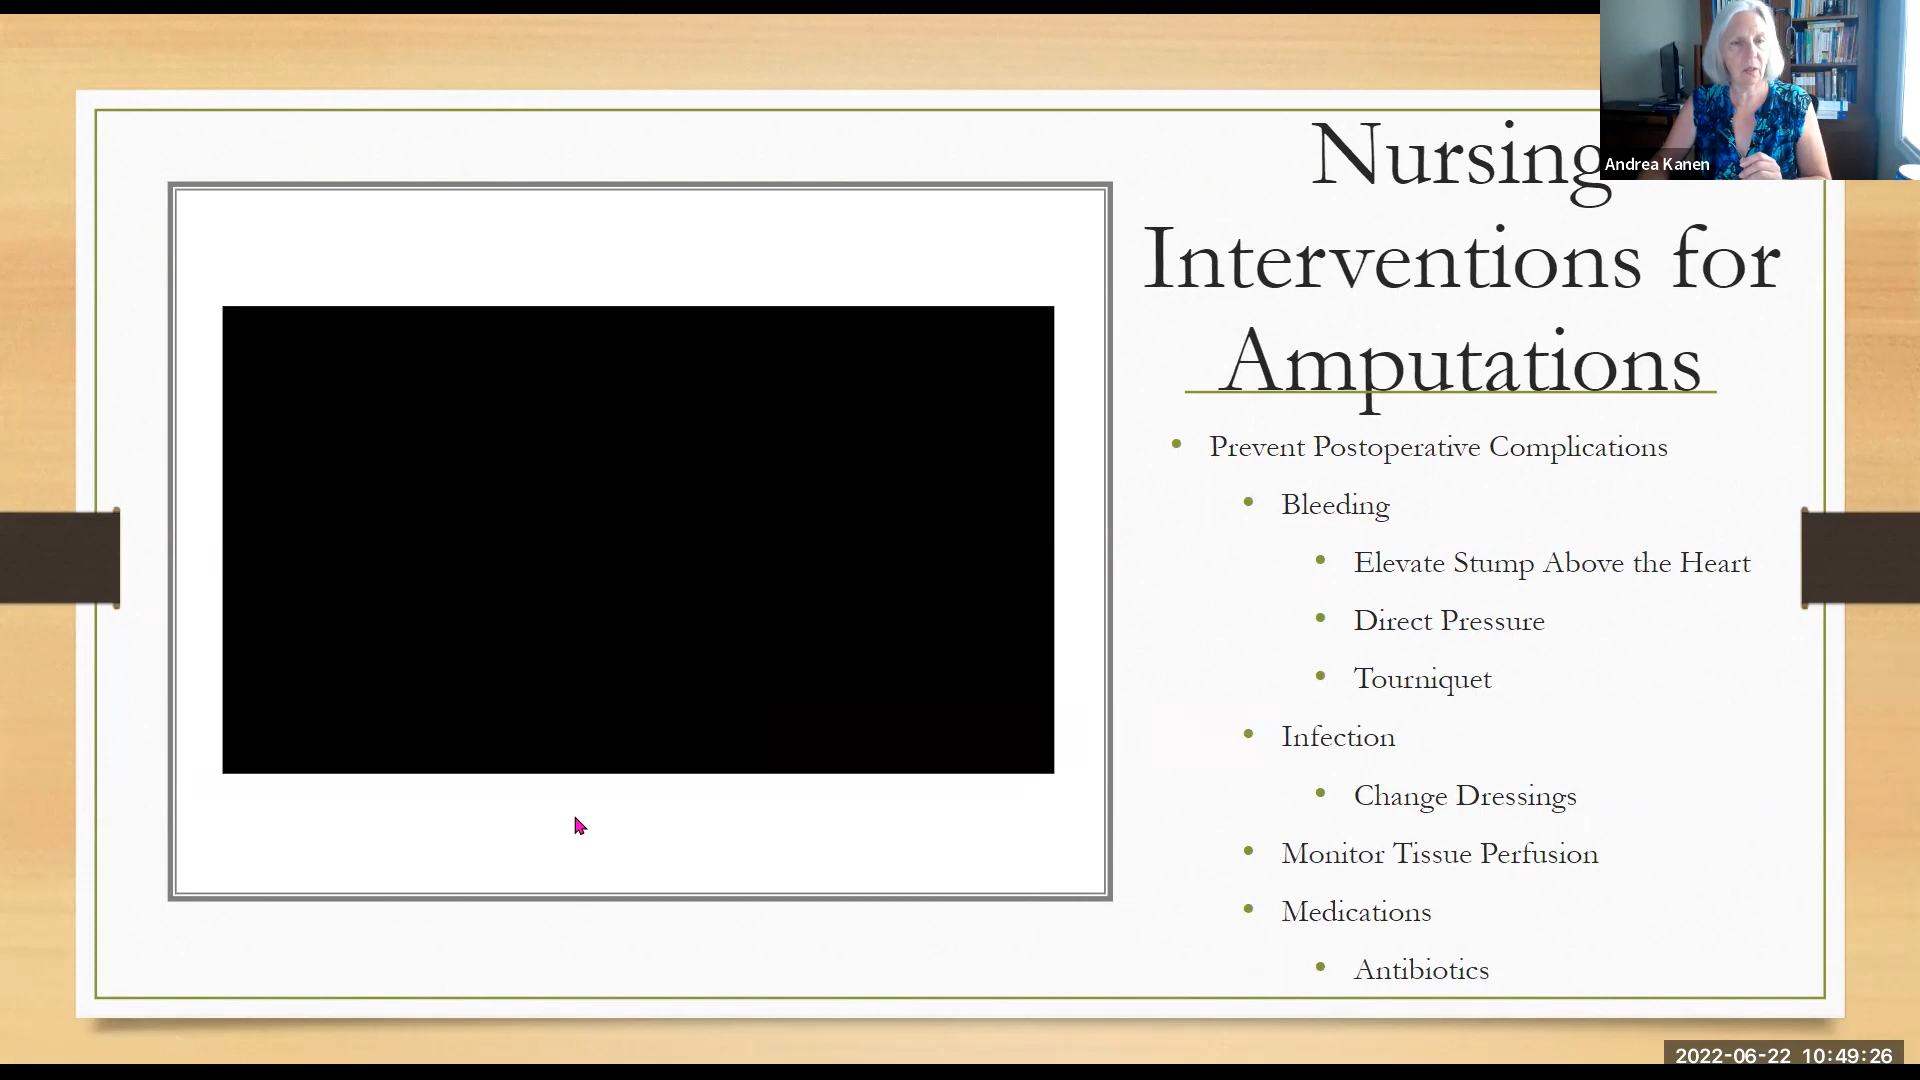 Nursing
Interventions for
Amputations
Andrea Kanen
Prevent Postoperative Complications
Bleeding
Elevate Stump Above the Heart
Direct Pressure
Tourniquet
Infection
Change Dressings
Monitor Tissue Perfusion
Medications
Antibiotics
2022-06-22 10:49:26